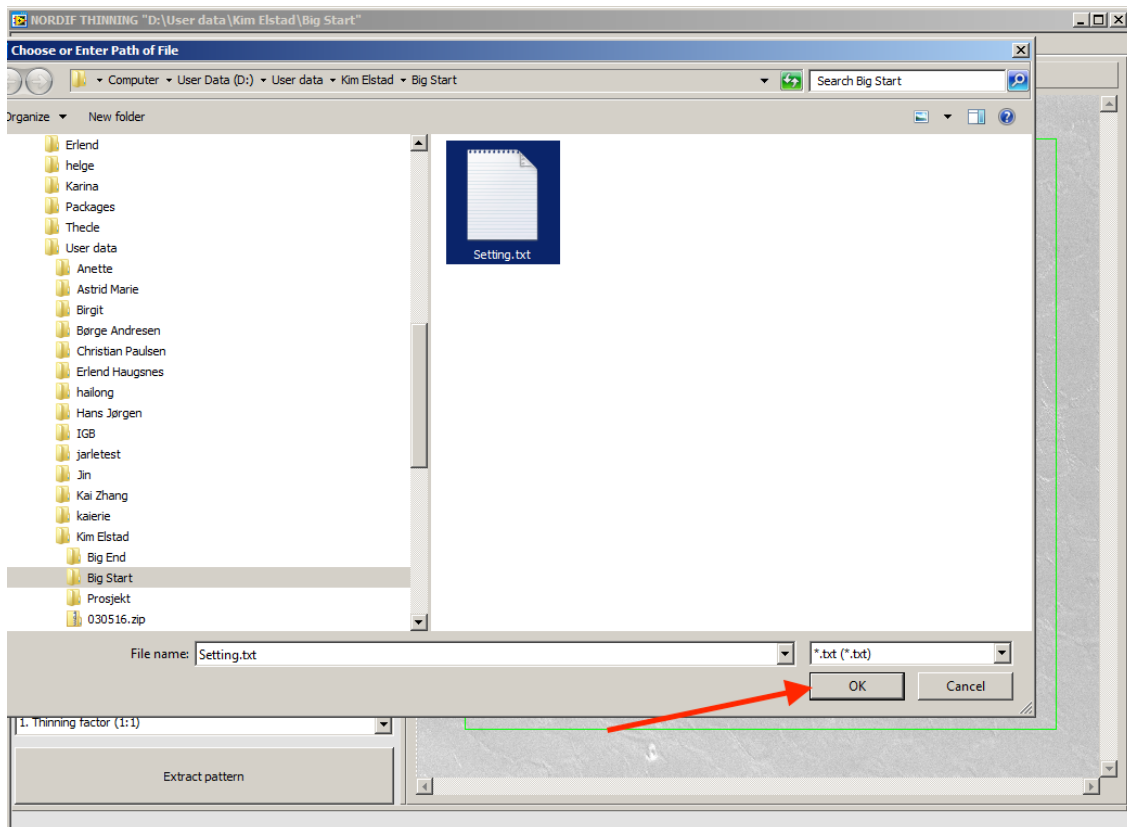 NORDIF THINNING "D:\User data\Kim Elstad\Big Start"
Choose or Enter Path of File
Computer User Data (D:) User data Kim Elstad Big Start
Search Big Start
Organize New folder
Erlend
helge
Karina
Packages
Thecle
User data
Anette
Astrid Marie
Birgit
Børge Andresen
Christian Paulsen
Erlend Haugsnes
hailong
Hans Jørgen
IGB
jarletest
Jin
Kai Zhang
kaierie
Kim Elstad
Big End
Big Start
Prosjekt
030516.zip
Setting.txt
File name: Setting.txt
*.txt (*.txt)
OK Cancel
1. Thinning factor (1:1)
Extract pattern